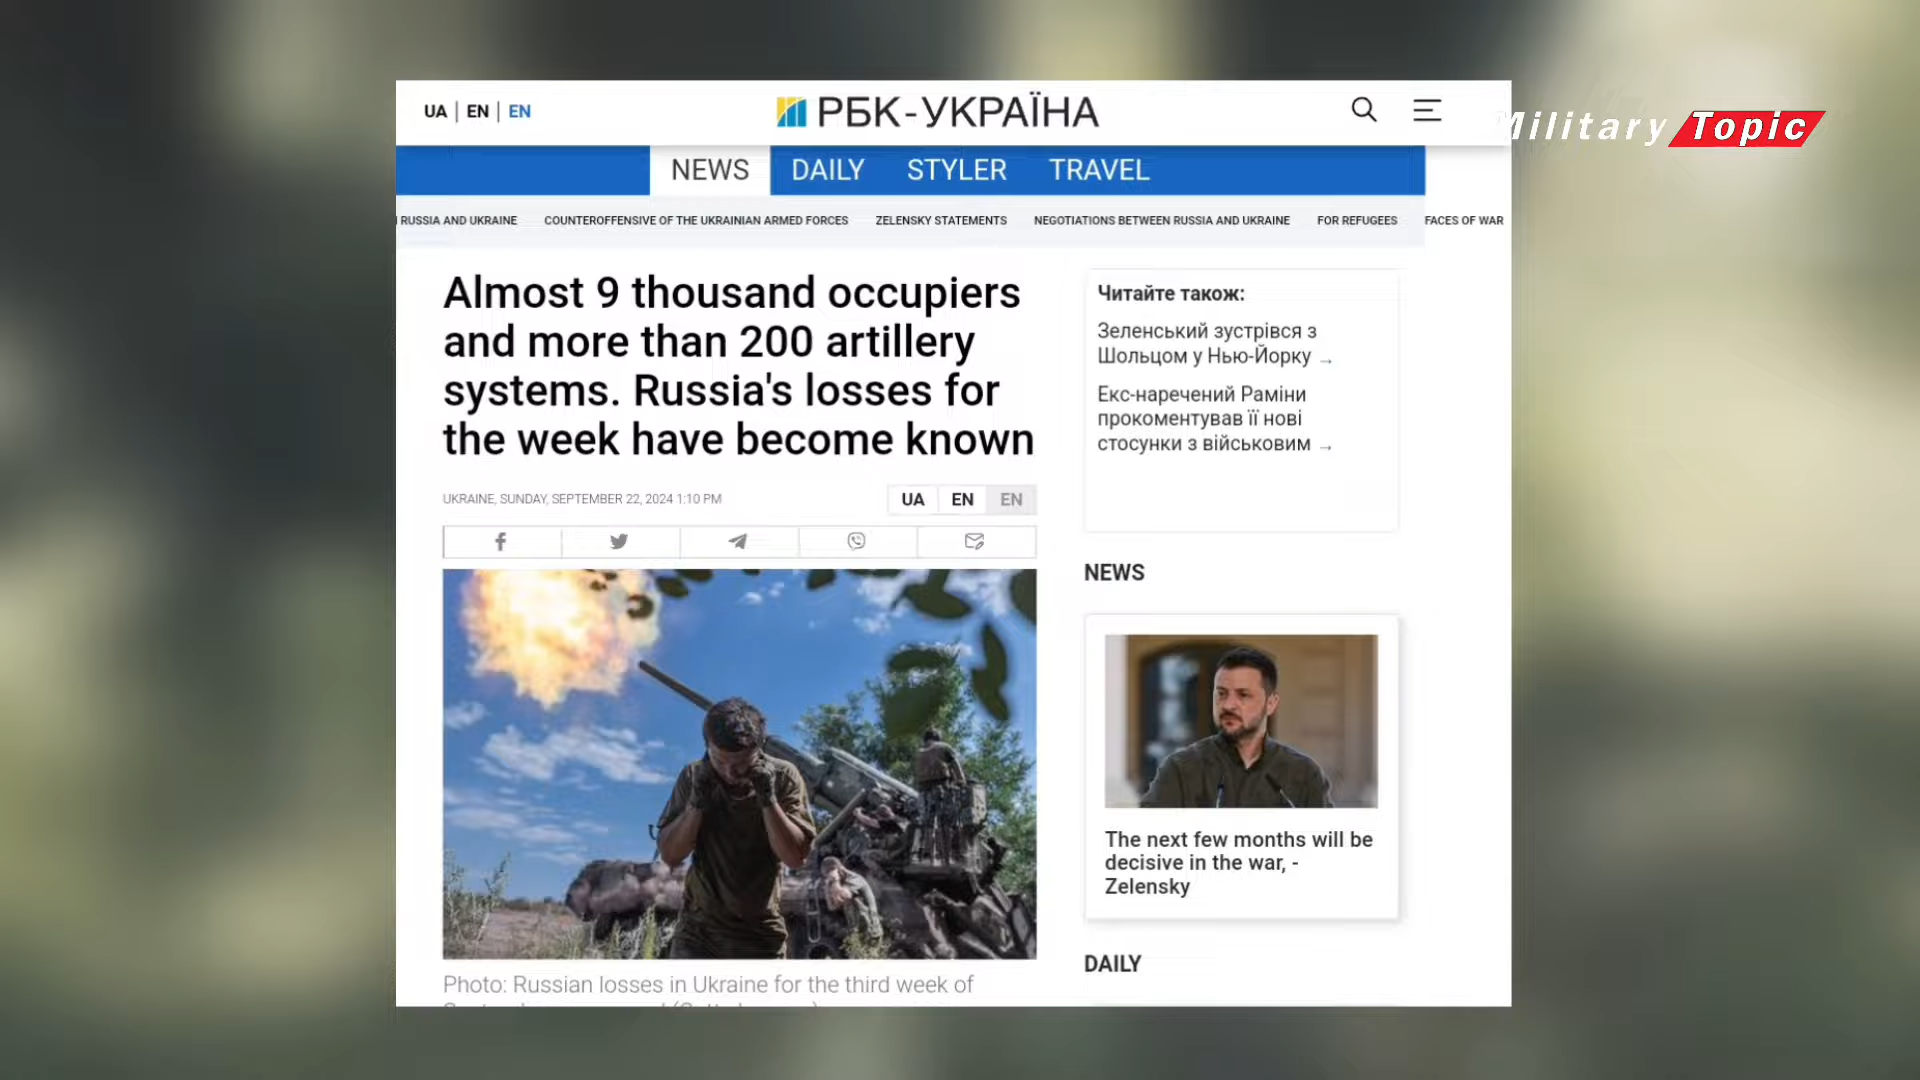 UA | EN | EN
РБК-УКРАЇНА
Military Topic
NEWS DAILY STYLER TRAVEL
RUSSIA AND UKRAINE COUNTEROFFENSIVE OF THE UKRAINIAN ARMED FORCES ZELENSKY STATEMENTS NEGOTIATIONS BETWEEN RUSSIA AND UKRAINE FOR REFUGEES FACES OF WAR
Almost 9 thousand occupiers
and more than 200 artillery
systems. Russia's losses for
the week have become known
UKRAINE, SUNDAY, SEPTEMBER 22, 2024 1:10 PM
UA EN EN
Photo: Russian losses in Ukraine for the third week of
Читайте також:
Зеленський зустрівся з
Шольцом у Нью-Йорку →
Екс-наречений Раміни
прокоментував її нові
стосунки з військовим →
NEWS
The next few months will be
decisive in the war, -
Zelensky
DAILY